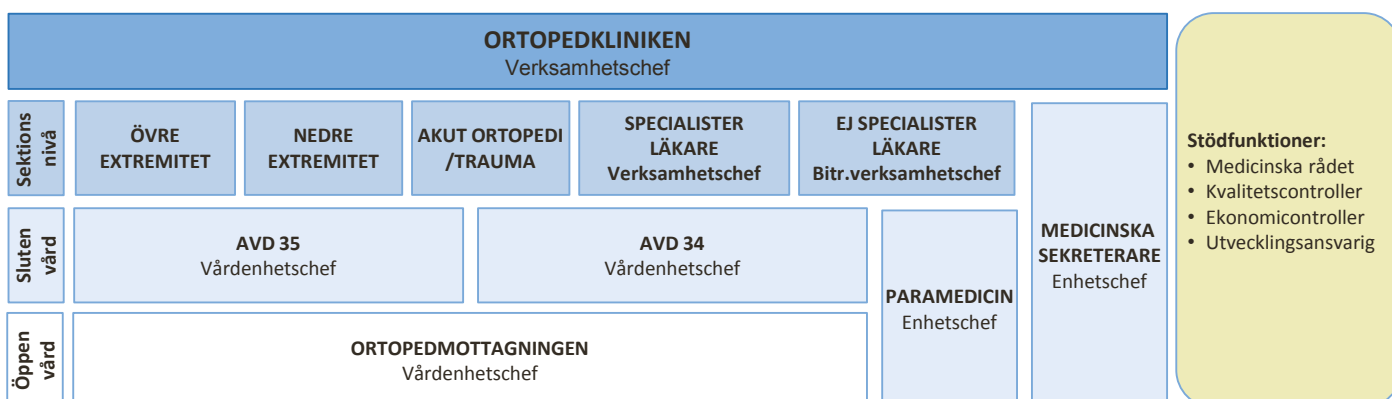 ORTOPEDKLINIKEN
Verksamhetschef
Sektions
nivå
ÖVRE
EXTREMITET
NEDRE
EXTREMITET
AKUT ORTOPEDI
/TRAUMA
SPECIALISTER
LÄKARE
Verksamhetschef
EJ SPECIALISTER
LÄKARE
Bitr.verksamhetschef
Sluten
vård
AVD 35
Vårdenhetschef
AVD 34
Vårdenhetschef
PARAMEDICIN
Enhetschef
MEDICINSKA
SEKRETERARE
Enhetschef
Öppen
vård
ORTOPEDMOTTAGNINGEN
Vårdenhetschef
Stödfunktioner:
• Medicinska rådet
• Kvalitetscontroller
• Ekonomicontroller
• Utvecklingsansvarig